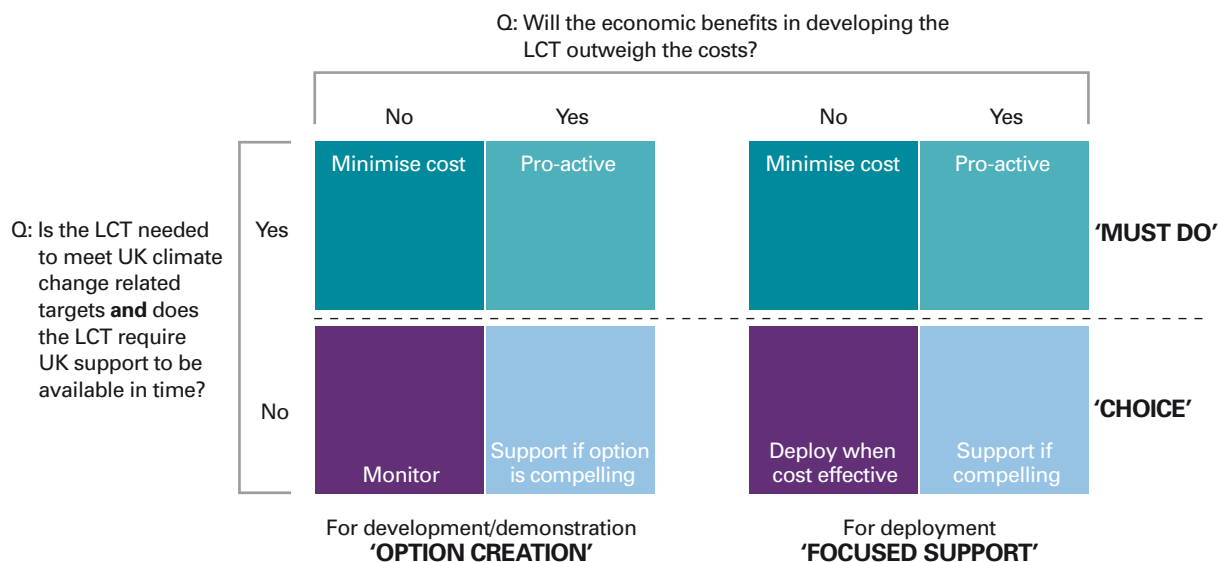 Q: Will the economic benefits in developing the
LCT outweigh the costs?
No
Yes
No
Yes
Minimise cost
Pro-active
Minimise cost
Pro-active
Q: Is the LCT needed
to meet UK climate
change related
targets and does
the LCT require
UK support to be
available in time?
Yes
'MUST DO'
No
'CHOICE'
Monitor
Support if option
is compelling
Deploy when
cost effective
Support if
compelling
For development/demonstration
'OPTION CREATION'
For deployment
'FOCUSED SUPPORT'